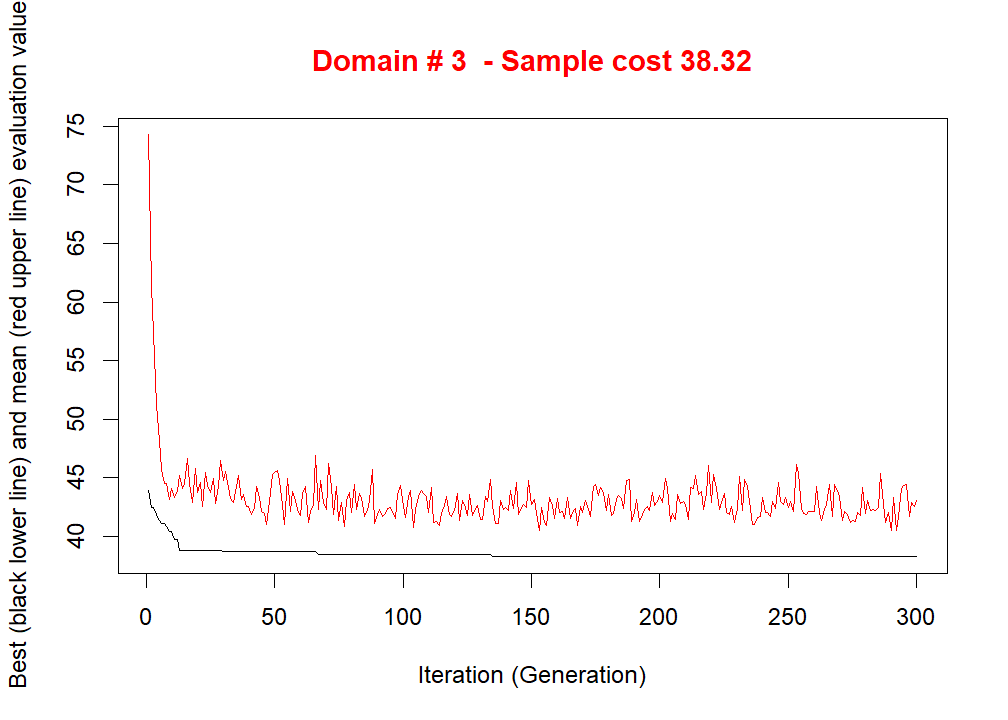 Domain # 3  - Sample cost 38.32
Best (black lower line) and mean (red upper line) evaluation value
75
70
65
60
55
50
45
40
0 50 100 150 200 250 300
Iteration (Generation)